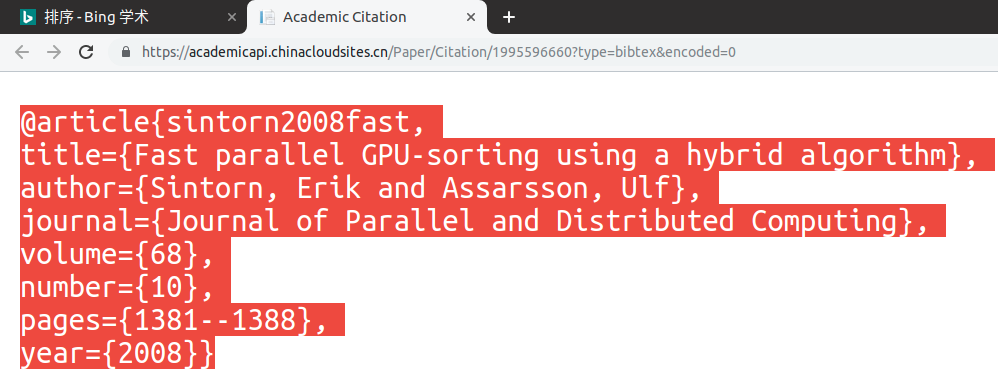 排序 - Bing 学术
Academic Citation
https://academicapi.chinacloudsites.cn/Paper/Citation/1995596660?type=bibtex&encoded=0
@article{sintorn2008fast,
title={Fast parallel GPU-sorting using a hybrid algorithm},
author={Sintorn, Erik and Assarsson, Ulf},
journal={Journal of Parallel and Distributed Computing},
volume={68},
number={10},
pages={1381--1388},
year={2008}}